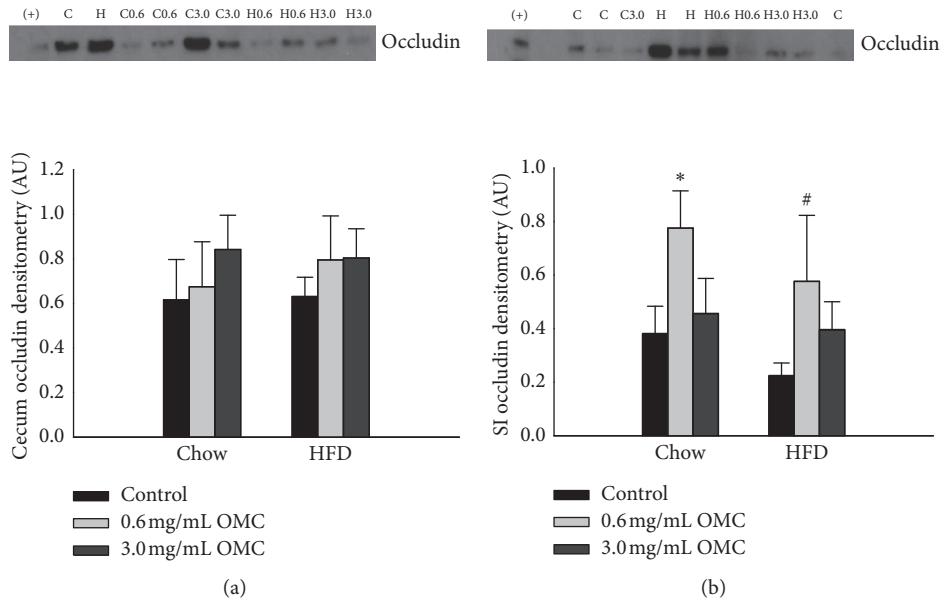 (+) C H C0.6 C0.6 C3.0 C3.0 H0.6 H0.6 H3.0 H3.0
Occludin
Cecum occludin densitometry (AU)
1.2
1.0
0.8
0.6
0.4
0.2
0.0
Chow HFD
Control
0.6 mg/mL OMC
3.0 mg/mL OMC
(a)
(+) C C C3.0 H H H0.6 H0.6 H3.0 H3.0 C
Occludin
SI occludin densitometry (AU)
1.0
0.8
0.6
0.4
0.2
0.0
*
#
Chow HFD
Control
0.6 mg/mL OMC
3.0 mg/mL OMC
(b)